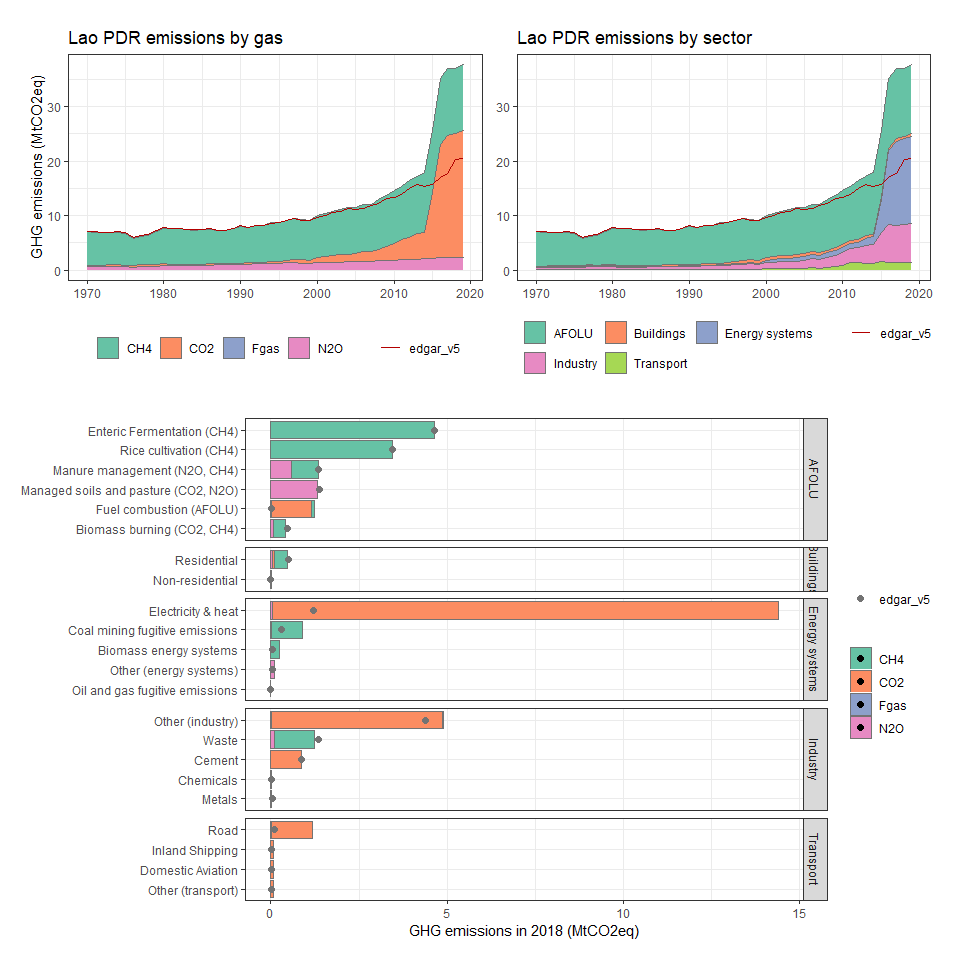 Lao PDR emissions by gas
Lao PDR emissions by sector
GHG emissions (MtCO2eq)
30
20
10
0
1970 1980 1990 2000 2010 2020
30
20
10
0
1970 1980 1990 2000 2010 2020
CH4 CO2 Fgas N2O edgar_v5
AFOLU Buildings Energy systems edgar_v5
Industry Transport
Enteric Fermentation (CH4)
Rice cultivation (CH4)
Manure management (N2O, CH4)
Managed soils and pasture (CO2, N2O)
Fuel combustion (AFOLU)
Biomass burning (CO2, CH4)
AFOLU
Residential
Non-residential
Buildings
Electricity & heat
Coal mining fugitive emissions
Biomass energy systems
Other (energy systems)
Oil and gas fugitive emissions
Energy systems
Other (industry)
Waste
Cement
Chemicals
Metals
Industry
Road
Inland Shipping
Domestic Aviation
Other (transport)
Transport
0 5 10 15
GHG emissions in 2018 (MtCO2eq)
edgar_v5
CH4
CO2
Fgas
N2O